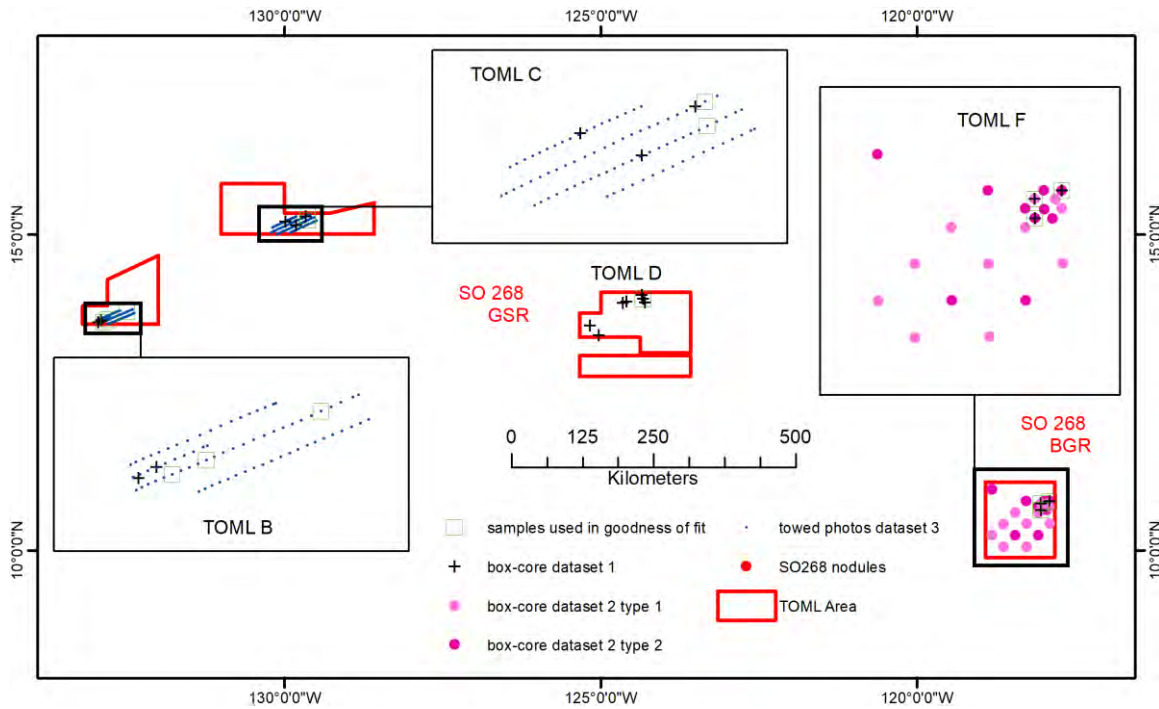 130°0'0"W
125°0'0"W
120°0'0"W
TOML C
TOML F
15°0'0"N
15°0'0"N
TOML D
SO 268
GSR
TOML B
0
125
250
500
Kilometers
SO 268
BGR
samples used in goodness of fit
towed photos dataset 3
box-core dataset 1
SO268 nodules
box-core dataset 2 type 1
TOML Area
box-core dataset 2 type 2
10°0'0"N
10°0'0"N
130°0'0"W
125°0'0"W
120°0'0"W